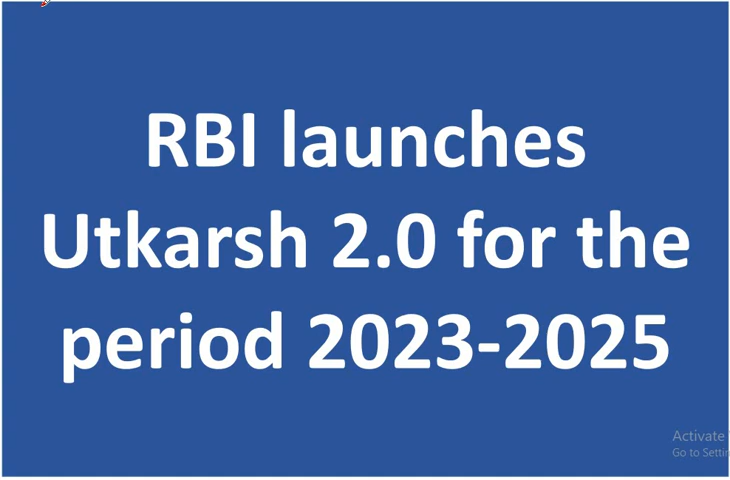 RBI launches
Utkarsh 2.0 for the
period 2023-2025
Activate
Go to Settin